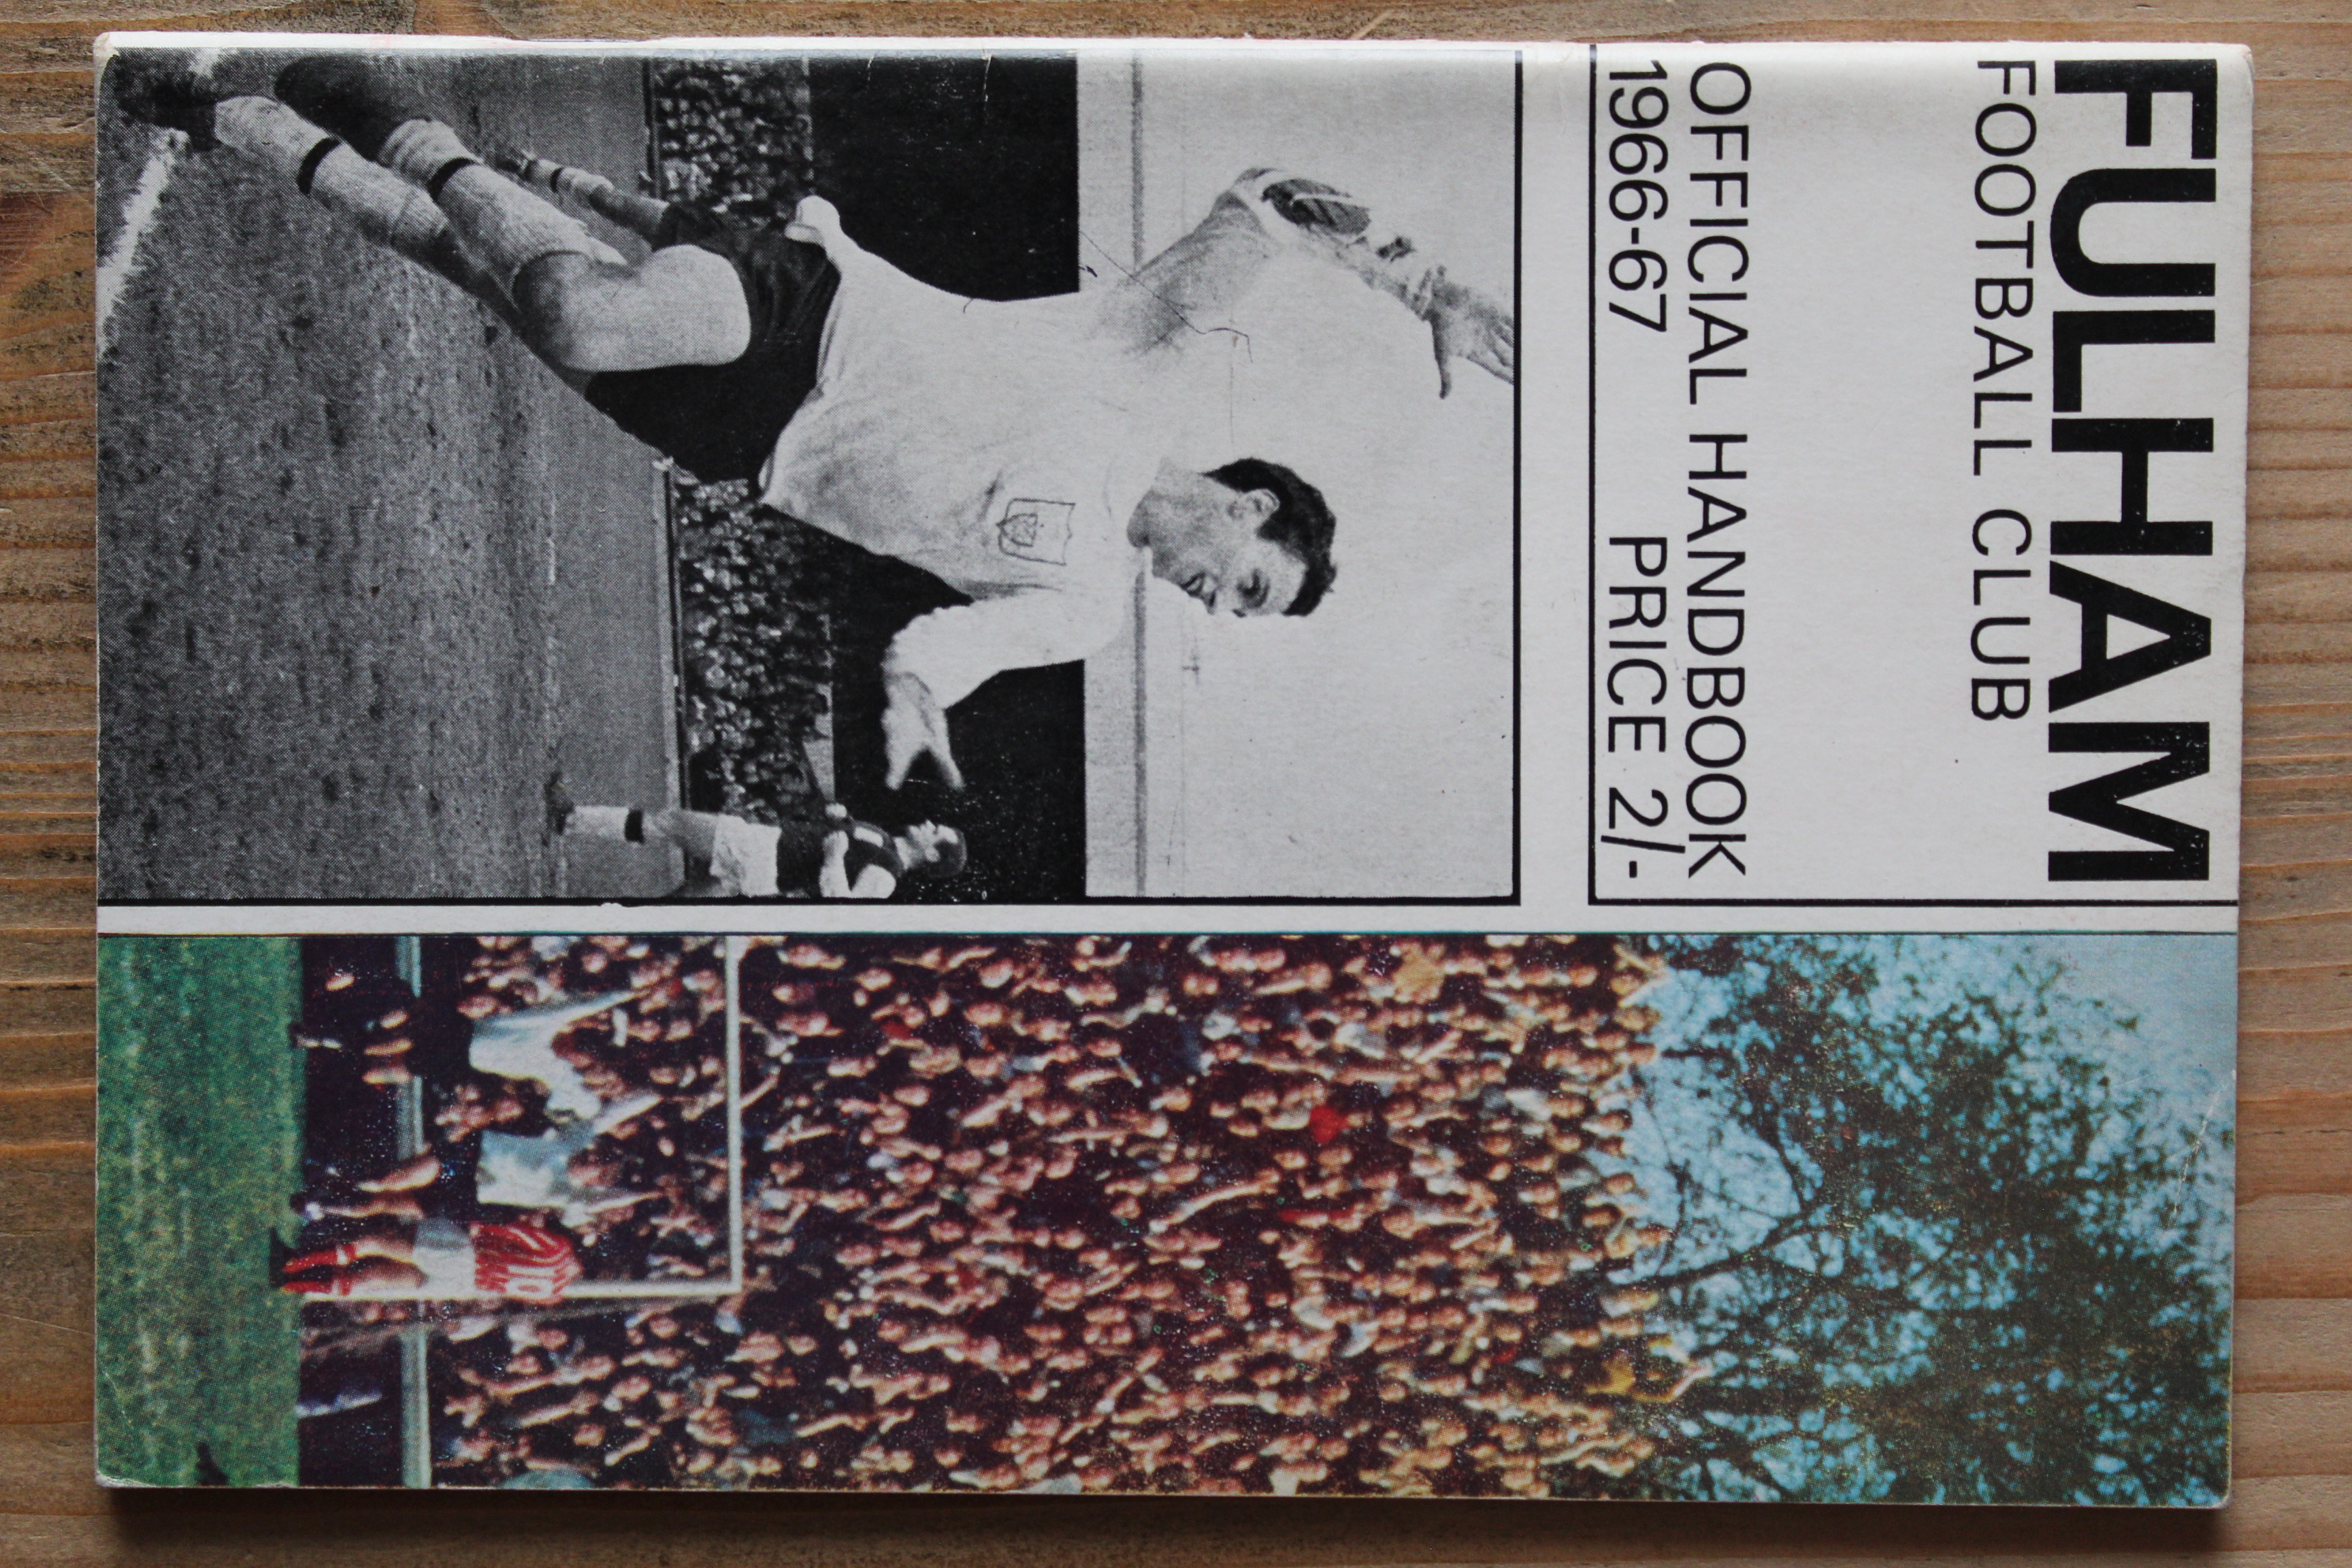 FULHAM
FOOTBALL CLUB
OFFICIAL HANDBOOK
1966-67 PRICE 2/-